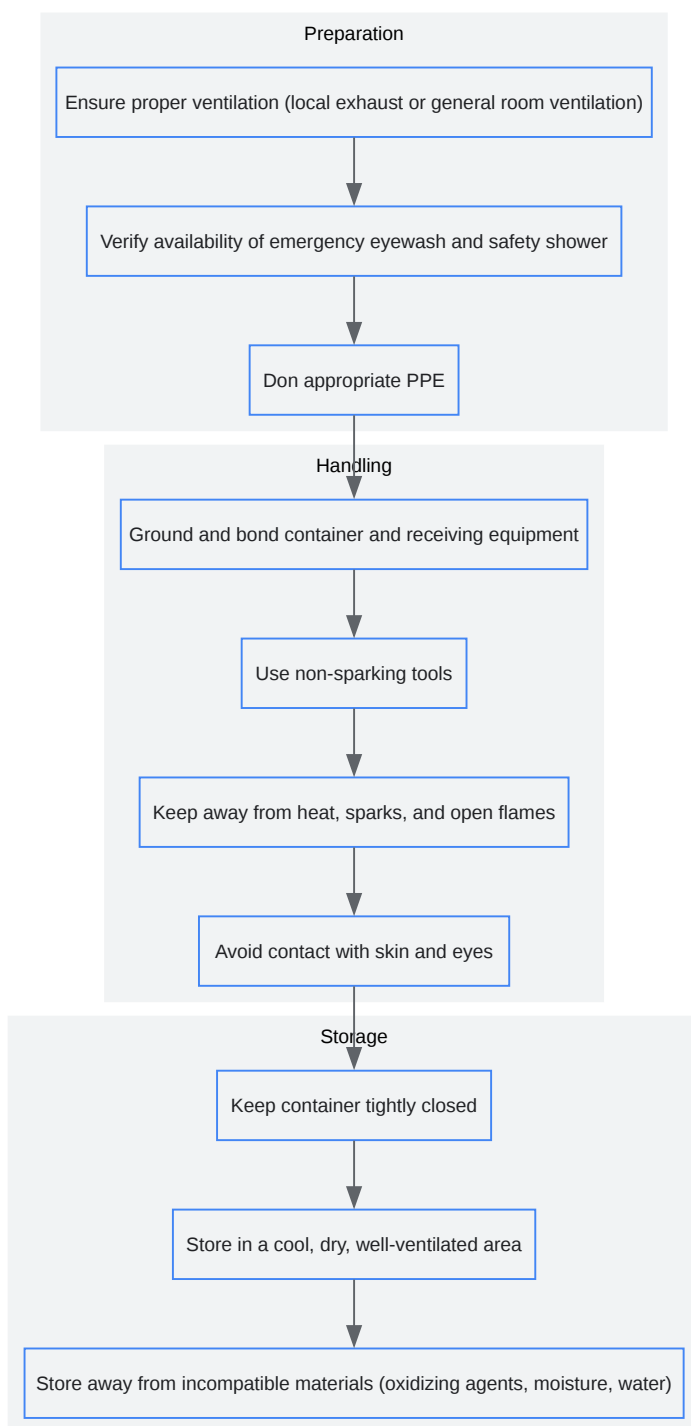 Preparation
Ensure proper ventilation (local exhaust or general room ventilation)
Verify availability of emergency eyewash and safety shower
Don appropriate PPE
Handling
Ground and bond container and receiving equipment
Use non-sparking tools
Keep away from heat, sparks, and open flames
Avoid contact with skin and eyes
Storage
Keep container tightly closed
Store in a cool, dry, well-ventilated area
Store away from incompatible materials (oxidizing agents, moisture, water)